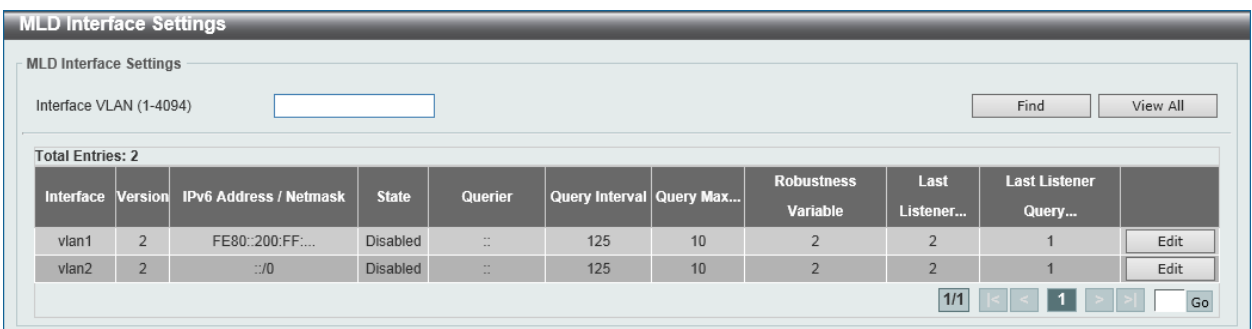 MLD Interface Settings
MLD Interface Settings
Interface VLAN (1-4094)
Find
View All
Total Entries: 2
Interface Version IPv6 Address / Netmask State Querier Query Interval Query Max... Robustness Variable Last Listener... Last Listener Query...
vlan1 2 FE80::200:FF:... Disabled :: 125 10 2 2 1 Edit
vlan2 2 ::/0 Disabled :: 125 10 2 2 1 Edit
1/1 |< < 1 > >| Go